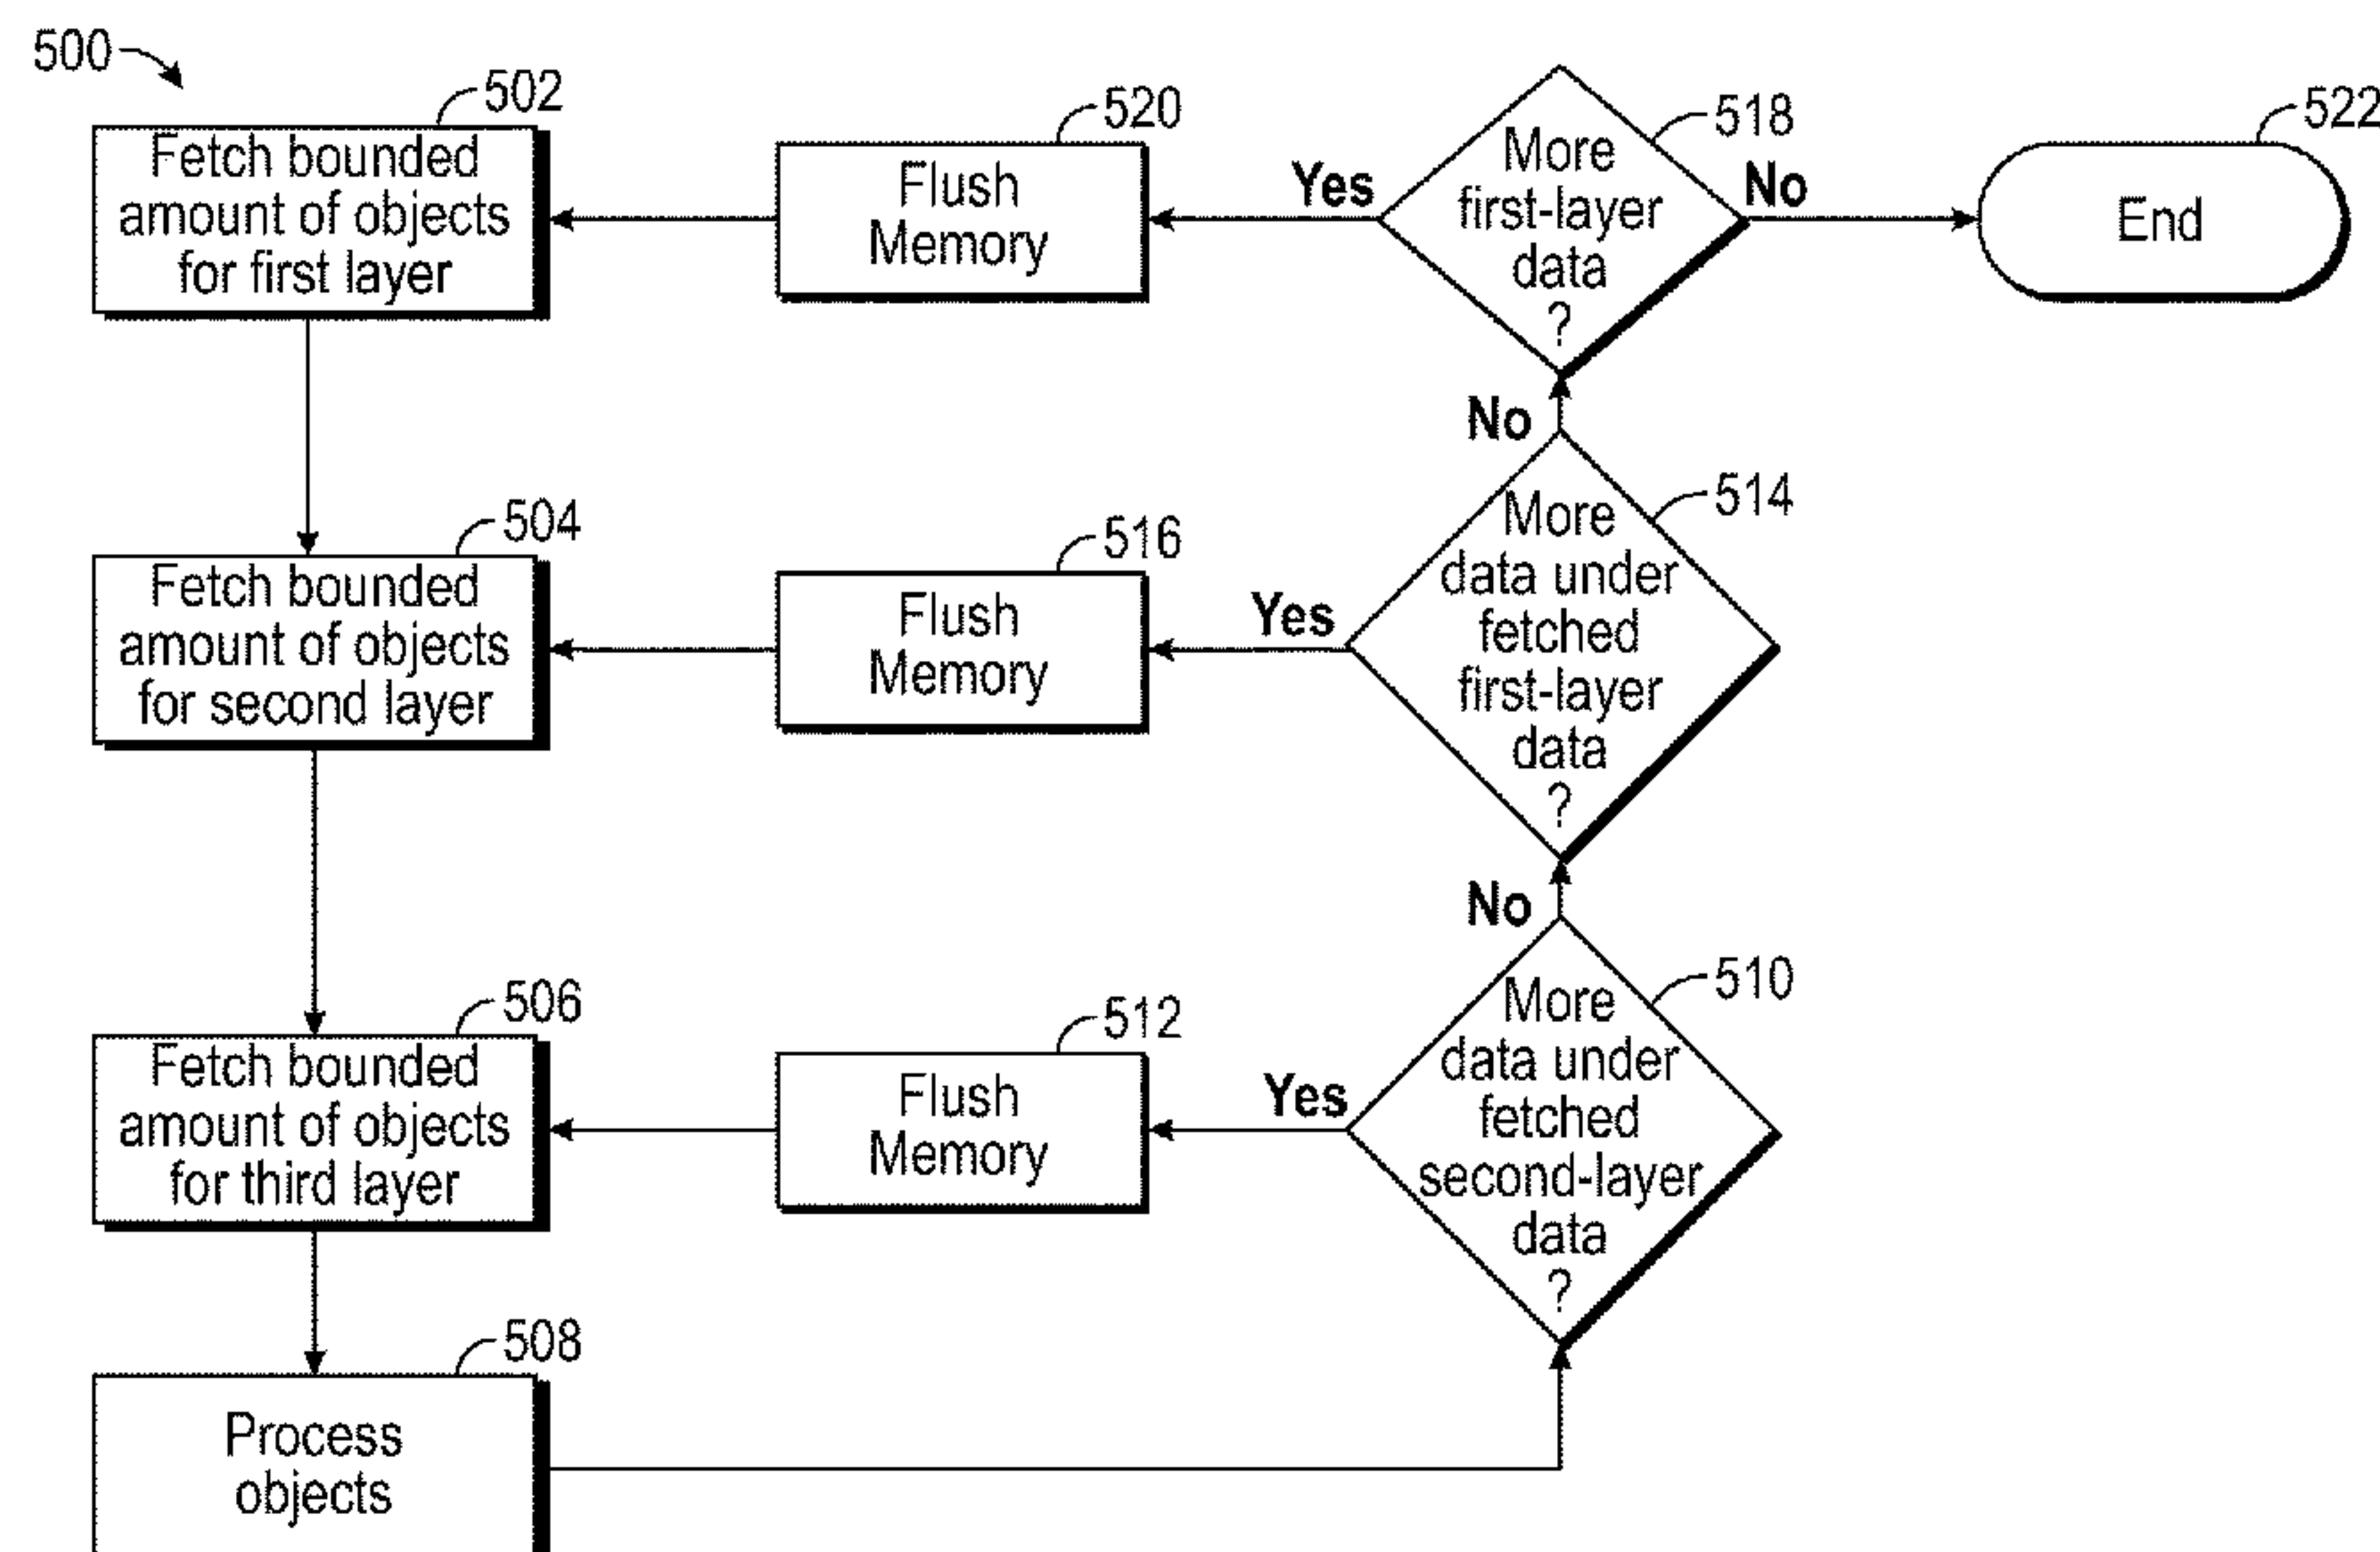 500
502
Fetch bounded
amount of objects
for first layer
520
Flush
Memory
Yes
518
More
first-layer
data
?
No
522
End
No
504
Fetch bounded
amount of objects
for second layer
516
Flush
Memory
Yes
514
More
data under
fetched
first-layer
data
?
No
506
Fetch bounded
amount of objects
for third layer
512
Flush
Memory
Yes
510
More
data under
fetched
second-layer
data
?
508
Process
objects